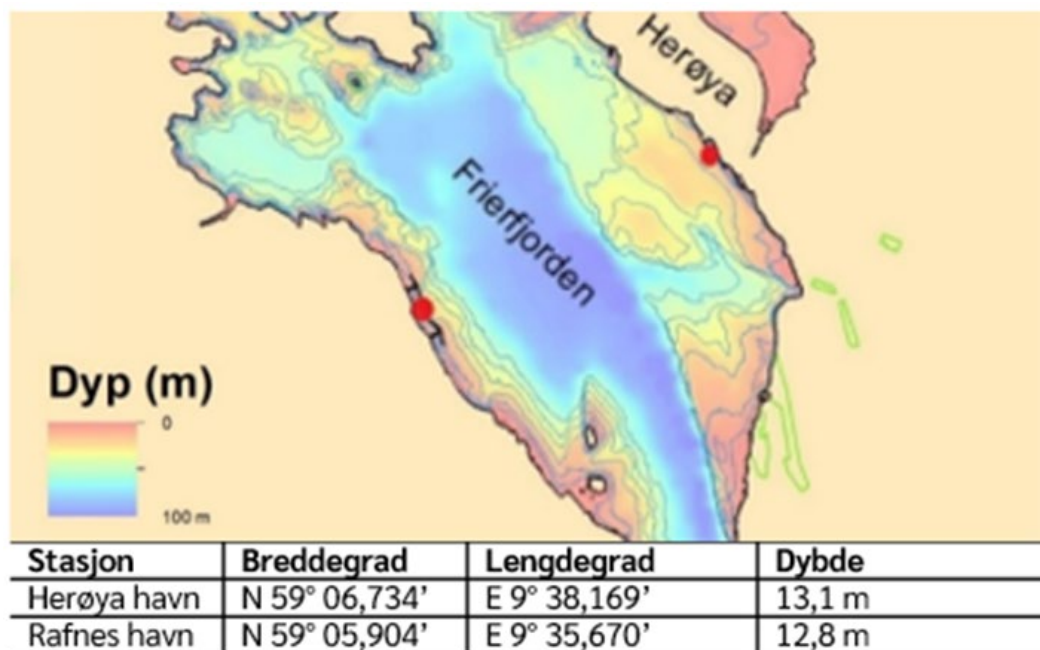 Herøya
Frierfjorden
Dyp (m)
0
100 m
Stasjon Breddegrad Lengdegrad Dybde
Herøya havn N 59° 06,734’ E 9° 38,169’ 13,1 m
Rafnes havn N 59° 05,904’ E 9° 35,670’ 12,8 m